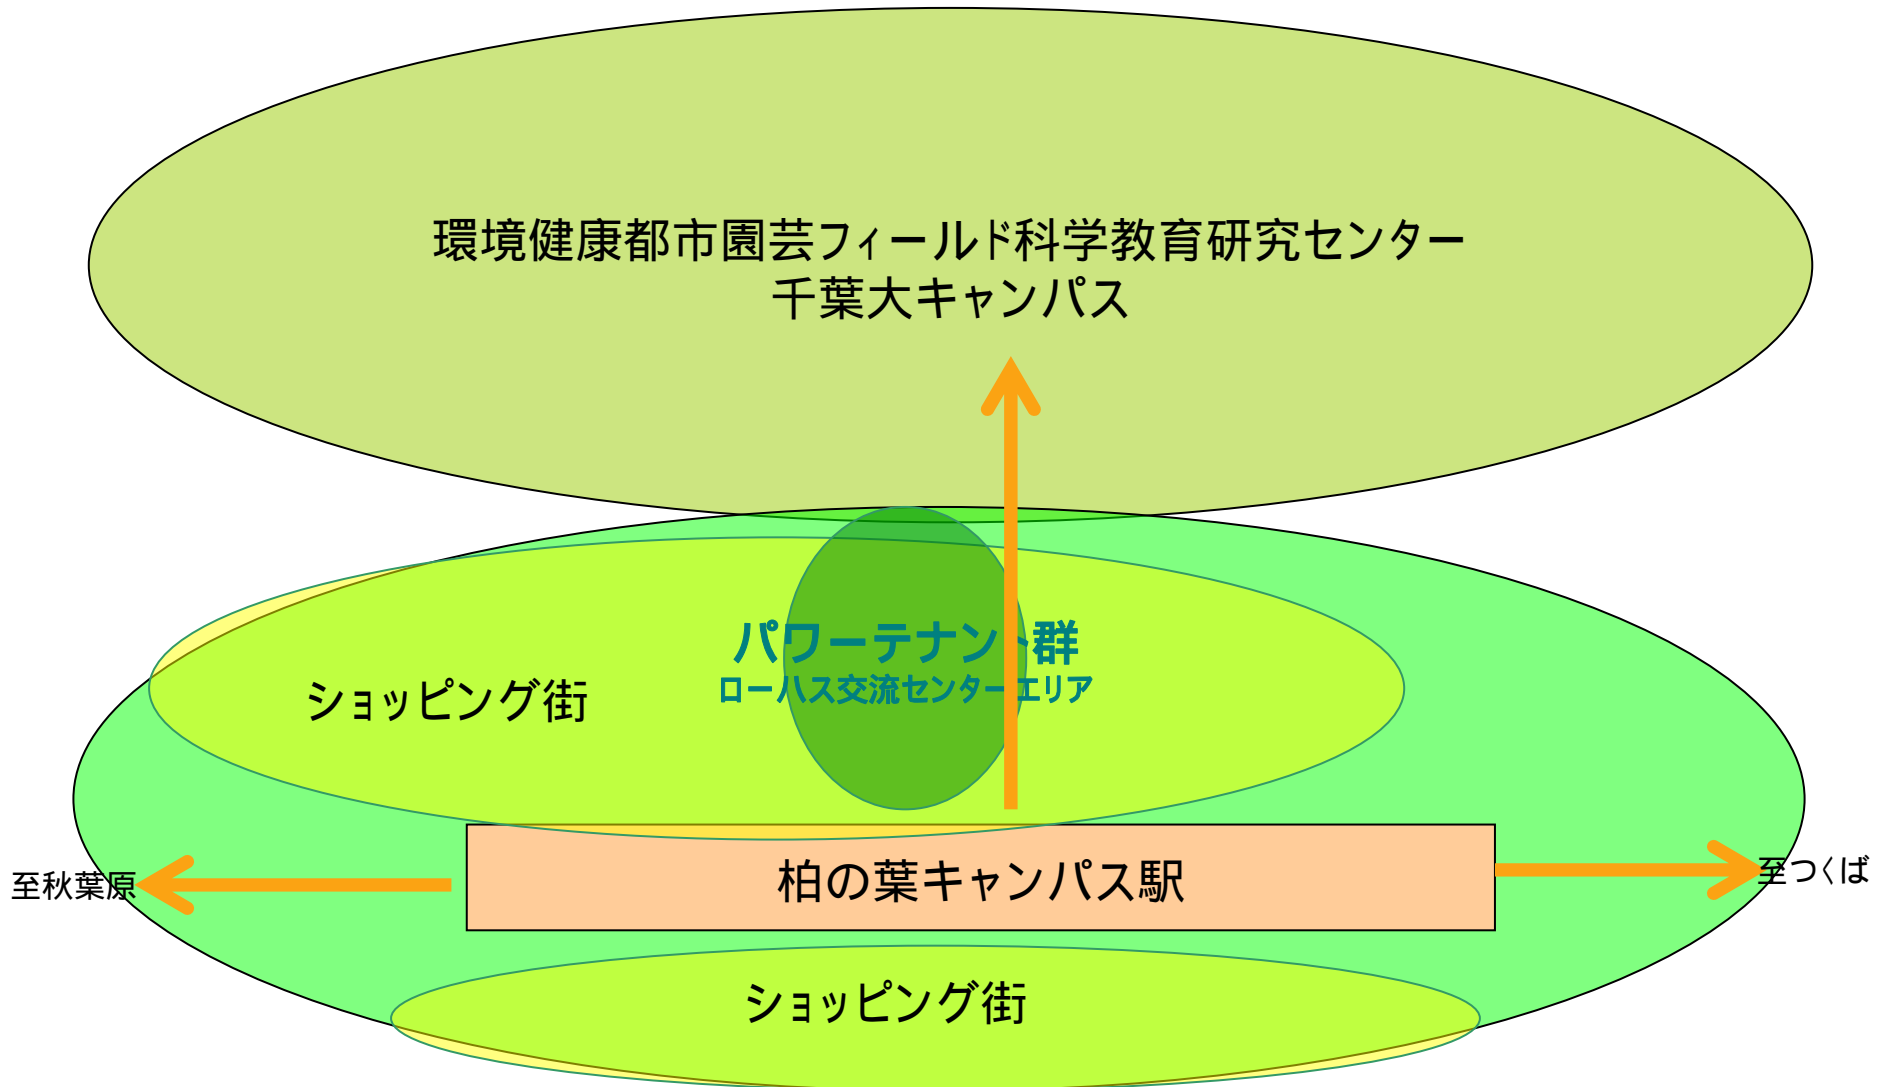 環境健康都市園芸フィールド科学教育研究センター
千葉大キャンパス
パワーテナント群
ローハス交流センターエリア
ショッピング街
柏の葉キャンパス駅
至秋葉原
至つくば
ショッピング街